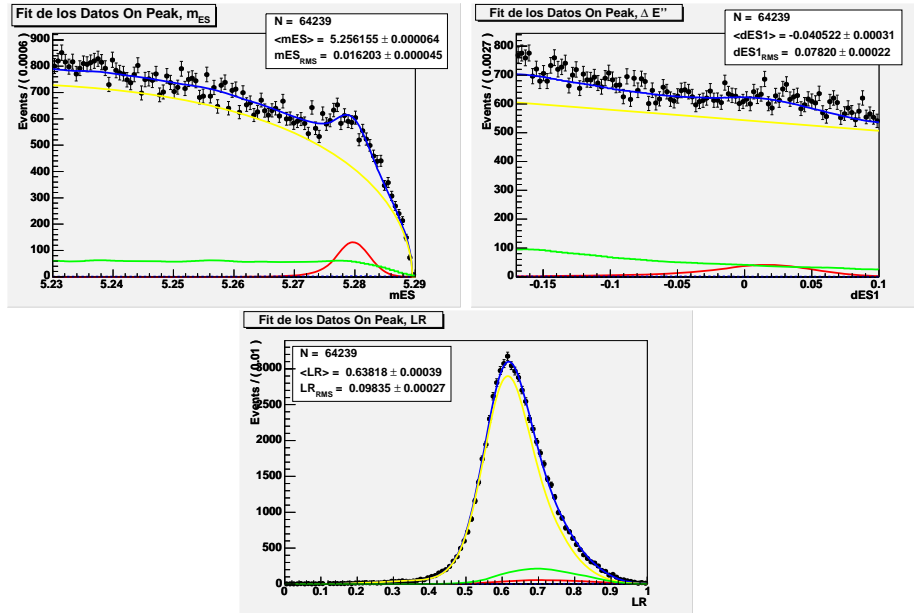 Fit de los Datos On Peak, m_ES
N = 64239
<mES> = 5.256155 ± 0.000064
mES_RMS = 0.016203 ± 0.000045
Events / ( 0.0006 )
900
800
700
600
500
400
300
200
100
0
5.23 5.24 5.25 5.26 5.27 5.28 5.29
mES
Fit de los Datos On Peak, Δ E''
N = 64239
<dES1> = -0.040522 ± 0.00031
dES1_RMS = 0.07820 ± 0.00022
Events / ( 0.0027 )
800
700
600
500
400
300
200
100
0
-0.15 -0.1 -0.05 0 0.05 0.1
dES1
Fit de los Datos On Peak, LR
N = 64239
<LR> = 0.63818 ± 0.00039
LR_RMS = 0.09835 ± 0.00027
Events / ( 0.01 )
3000
2500
2000
1500
1000
500
0
0 0.1 0.2 0.3 0.4 0.5 0.6 0.7 0.8 0.9 1
LR